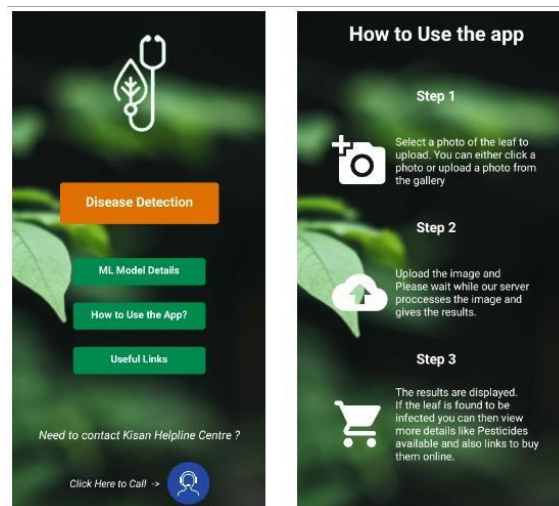 Disease Detection
ML Model Details
How to Use the App?
Useful Links
Need to contact Kisan Helpline Centre ?
Click Here to Call ->
How to Use the app
Step 1
Select a photo of the leaf to
upload. You can either click a
photo or upload a photo from
the gallery
Step 2
Upload the image and
Please wait while our server
proccesses the image and
gives the results.
Step 3
The results are displayed.
If the leaf is found to be
infected you can then view
more details like Pesticides
available and also links to buy
them online.